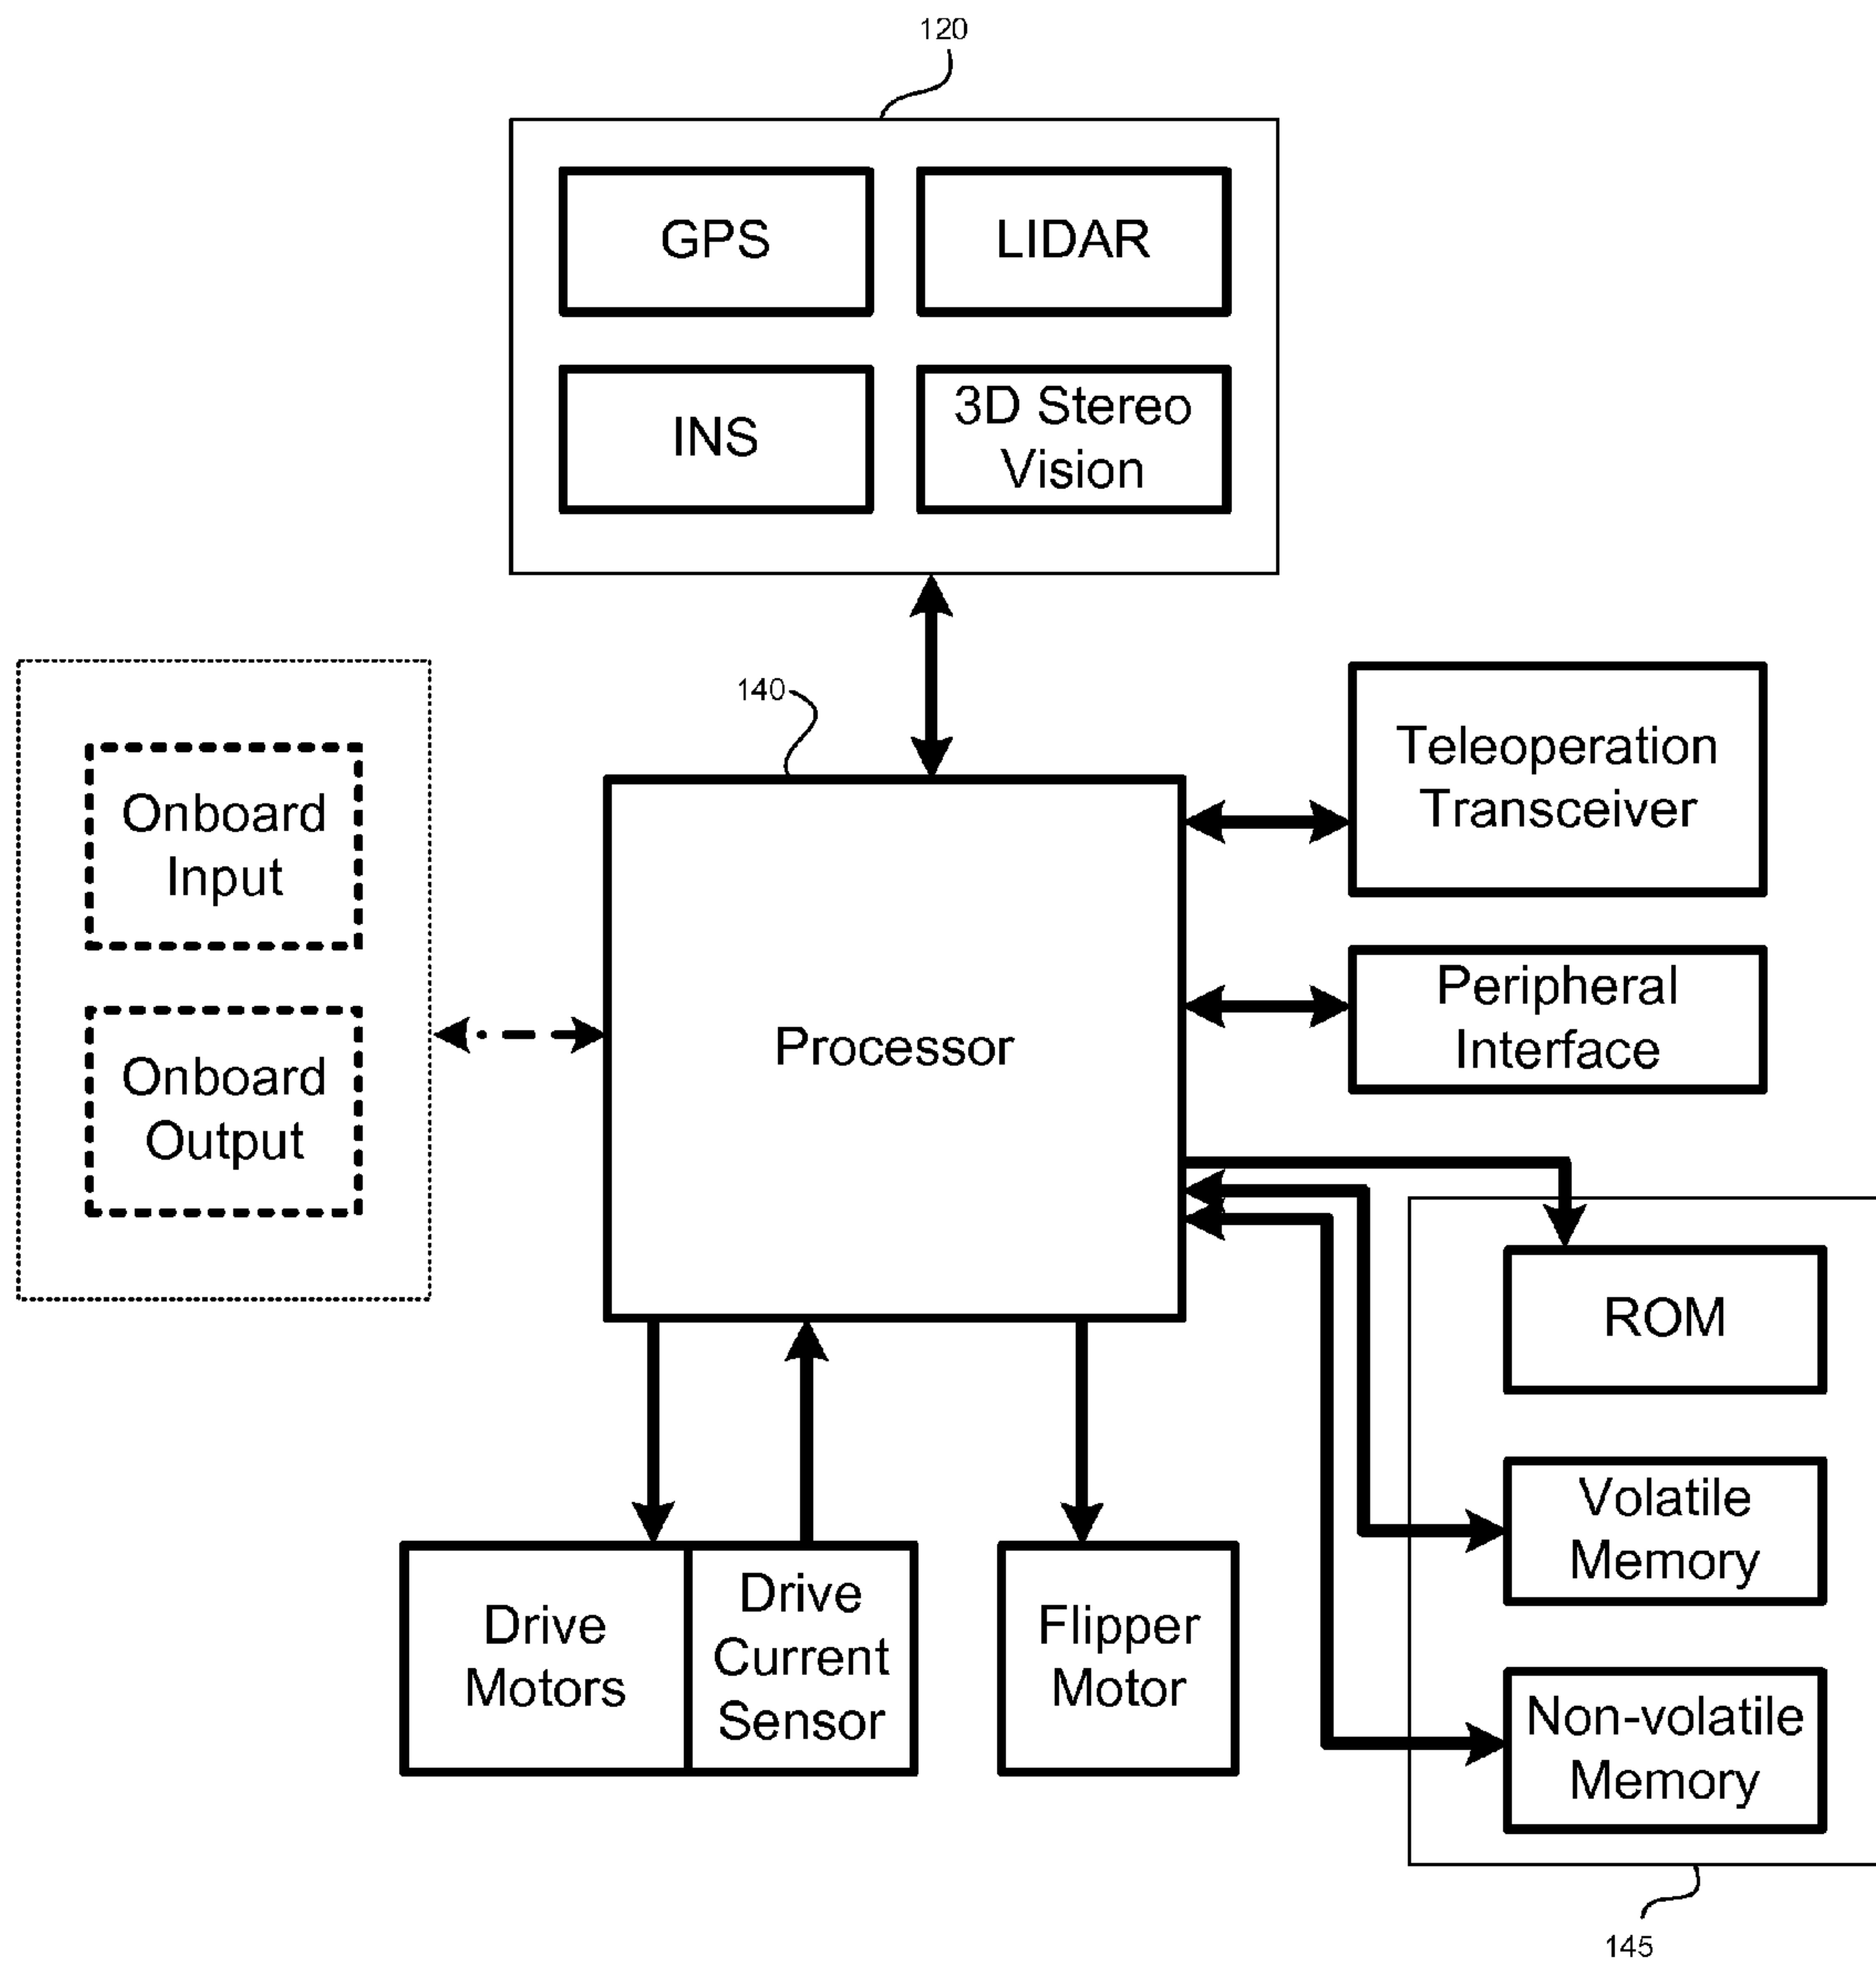 120
GPS
LIDAR
INS
3D Stereo
Vision
140
Teleoperation
Transceiver
Onboard
Input
Peripheral
Interface
Processor
Onboard
Output
ROM
Volatile
Memory
Drive
Motors
Drive
Current
Sensor
Flipper
Motor
Non-volatile
Memory
145